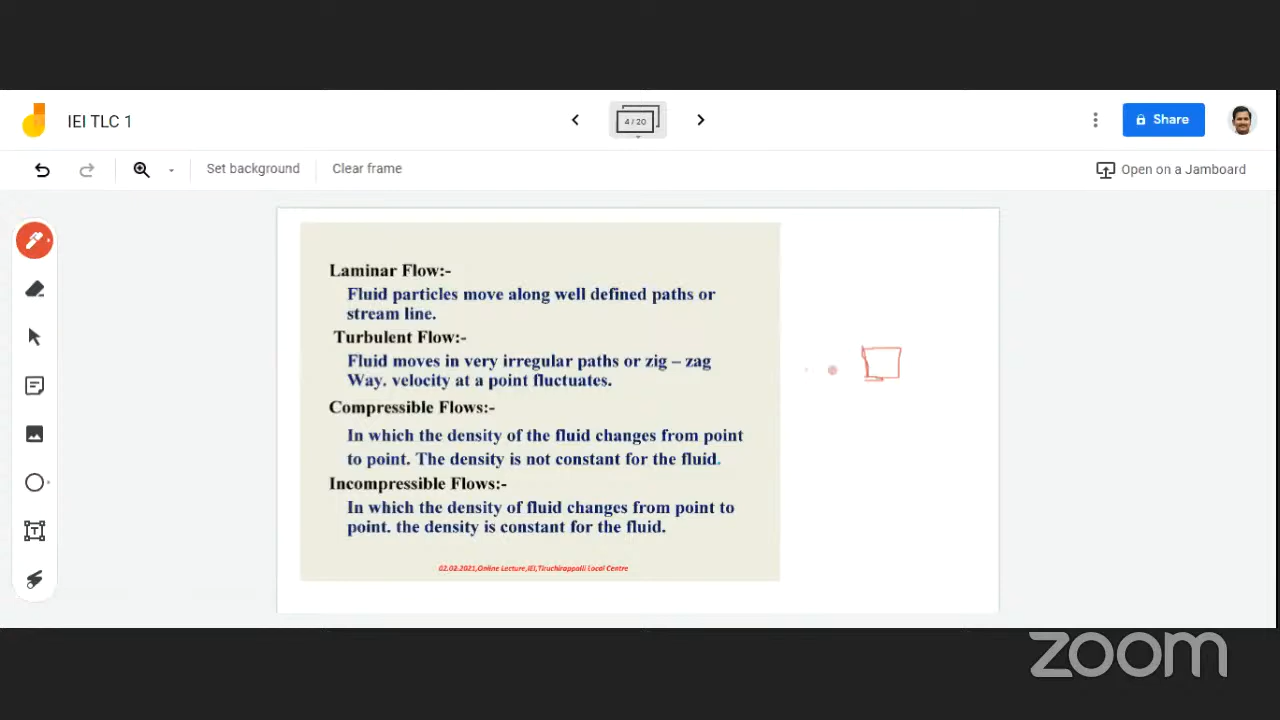 IEI TLC 1
4 / 20
Share
Set background
Clear frame
Open on a Jamboard
Laminar Flow:-
Fluid particles move along well defined paths or
stream line.
Turbulent Flow:-
Fluid moves in very irregular paths or zig – zag
Way. velocity at a point fluctuates.
Compressible Flows:-
In which the density of the fluid changes from point
to point. The density is not constant for the fluid.
Incompressible Flows:-
In which the density of fluid changes from point to
point. the density is constant for the fluid.
02.02.2021,Online Lecture,IEI,Tiruchirappalli Local Centre
zoom